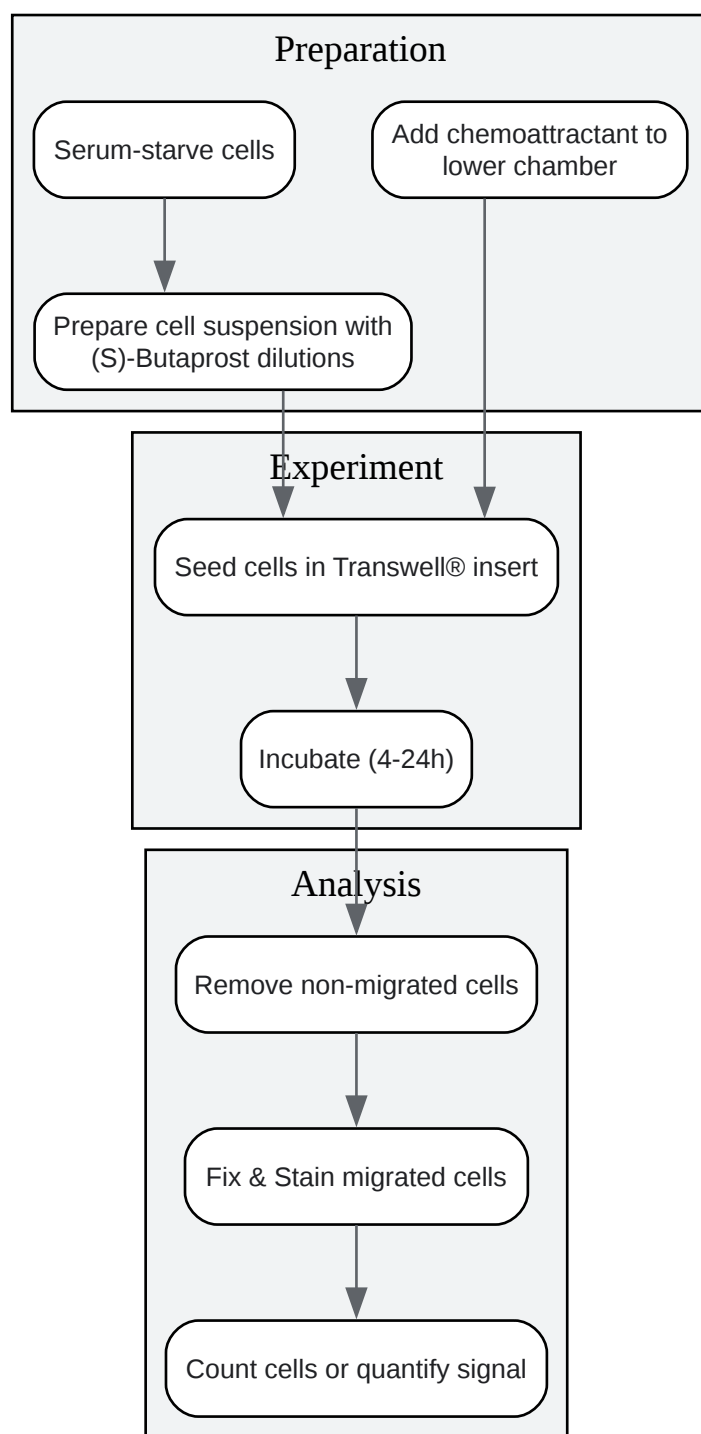 Preparation
Serum-starve cells
Add chemoattractant to
lower chamber
Prepare cell suspension with
(S)-Butaprost dilutions
Experiment
Seed cells in Transwell® insert
Incubate (4-24h)
Analysis
Remove non-migrated cells
Fix & Stain migrated cells
Count cells or quantify signal